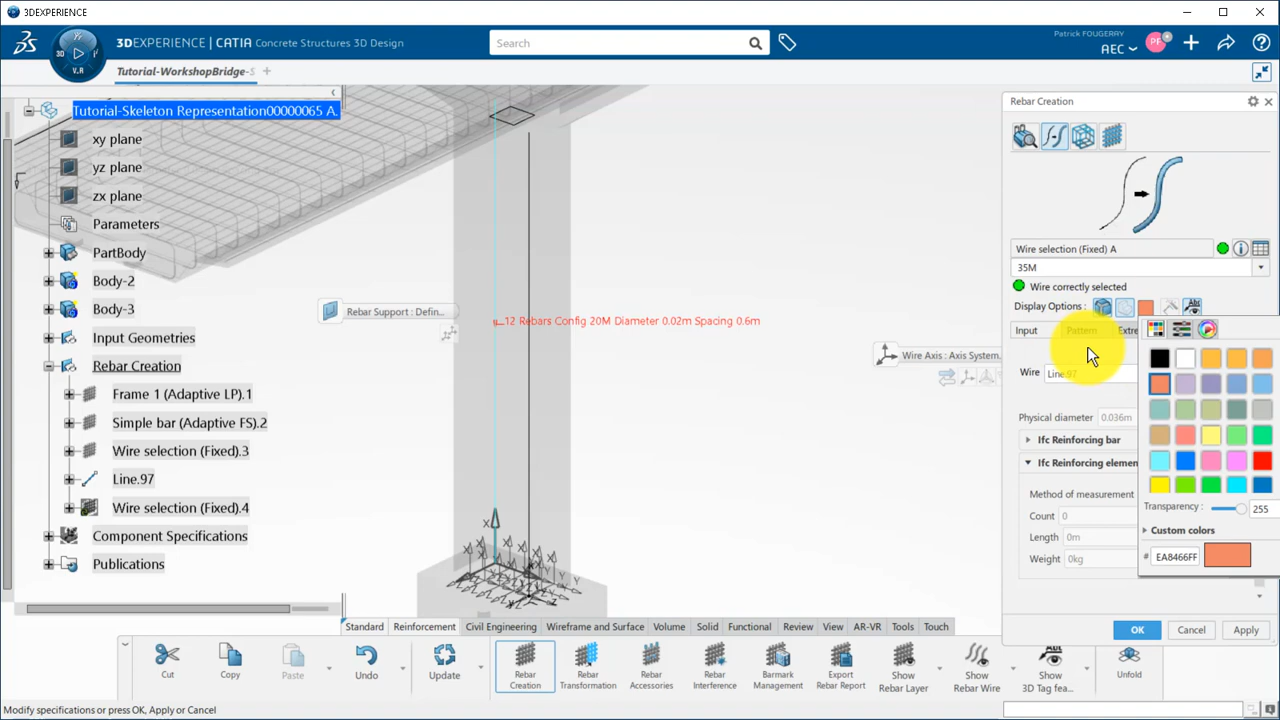 3DEXPERIENCE
3DEXPERIENCE | CATIA Concrete Structures 3D Design
3D
V.R
Search
Patrick FOUGERAY
AEC
PF
Tutorial-WorkshopBridge-S
Tutorial-Skeleton Representation00000065 A.
xy plane
yz plane
zx plane
Parameters
PartBody
Body-2
Body-3
Input Geometries
Rebar Creation
Frame 1 (Adaptive LP).1
Simple bar (Adaptive FS).2
Wire selection (Fixed).3
Line.97
Wire selection (Fixed).4
Component Specifications
Publications
Rebar Support : Defin...
12 Rebars Config 20M Diameter 0.02m Spacing 0.6m
Wire Axis : Axis System.
Rebar Creation
Wire selection (Fixed) A
35M
Wire correctly selected
Display Options :
Input
Pattern
Extre
Wire
Line.97
Physical diameter
0.036m
Ifc Reinforcing bar
Ifc Reinforcing elemen
Method of measurement
Count
0
Length
0m
Weight
0kg
Transparency :
255
Custom colors
#
EA8466FF
OK
Cancel
Apply
Standard
Reinforcement
Civil Engineering
Wireframe and Surface
Volume
Solid
Functional
Review
View
AR-VR
Tools
Touch
Cut
Copy
Paste
Undo
Update
Rebar Creation
Rebar Transformation
Rebar Accessories
Rebar Interference
Barmark Management
Export Rebar Report
Show Rebar Layer
Show Rebar Wire
Show 3D Tag fea...
Unfold
Modify specifications or press OK, Apply or Cancel